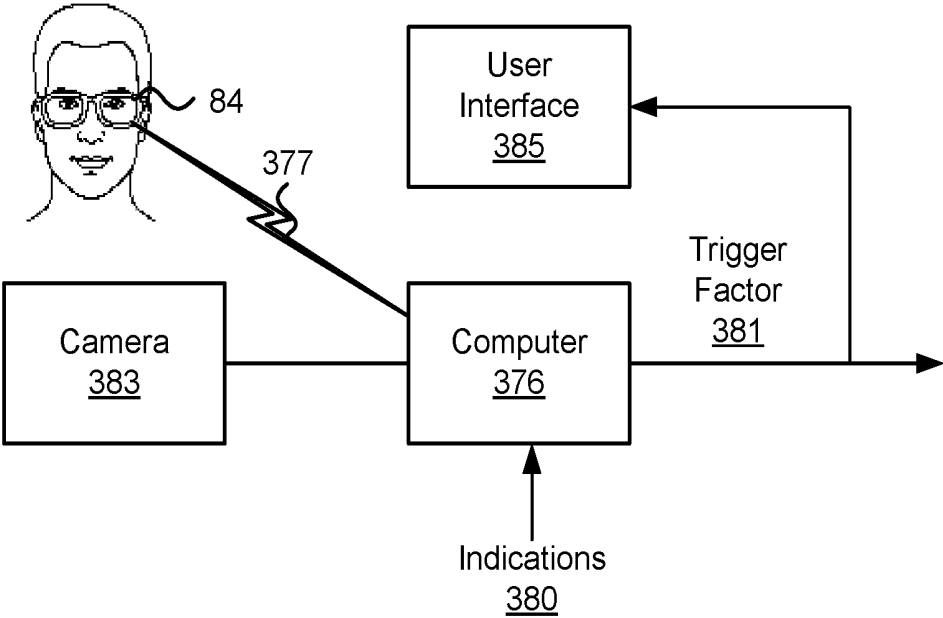 84
User
Interface
385
377
Trigger
Factor
381
Camera
383
Computer
376
Indications
380